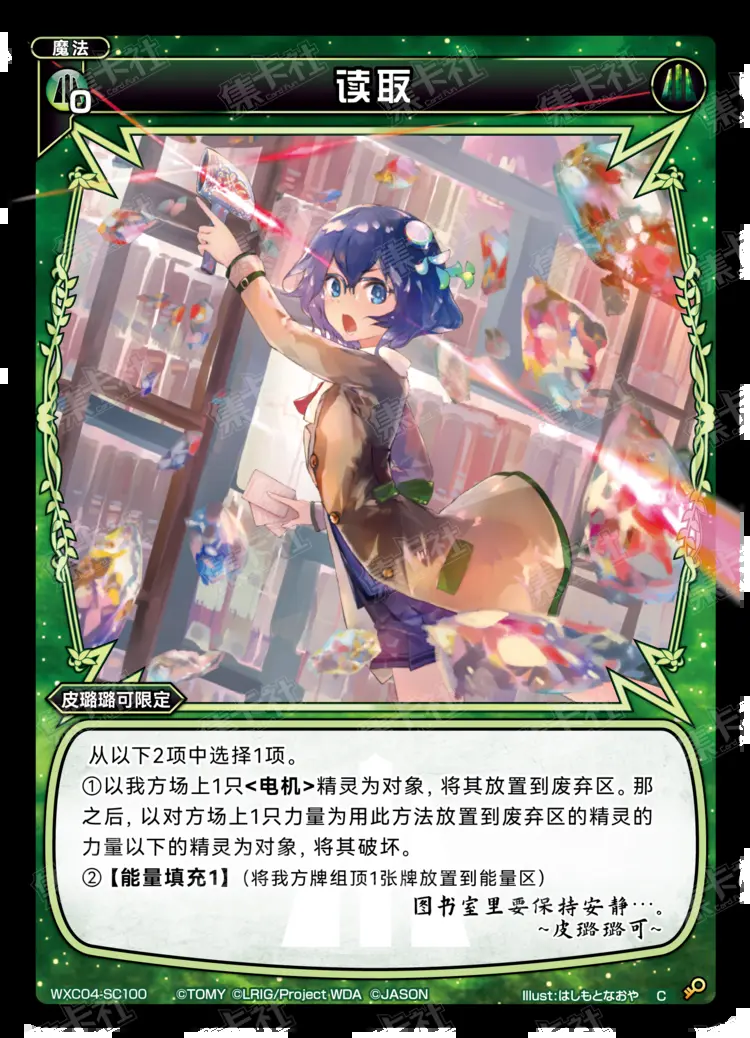 魔法
0
读取
皮璐璐可限定
从以下2项中选择1项。
①以我方场上1只<电机>精灵为对象，将其放置到废弃区。那
之后，以对方场上1只力量为用此方法放置到废弃区的精灵的
力量以下的精灵为对象，将其破坏。
②【能量填充1】（将我方牌组顶1张牌放置到能量区）
图书室里要保持安静…。
~皮璐璐可~
WXC04-SC100 ©TOMY ©LRIG/Project WDA ©JASON Illust:はしもとなおや C
集卡社